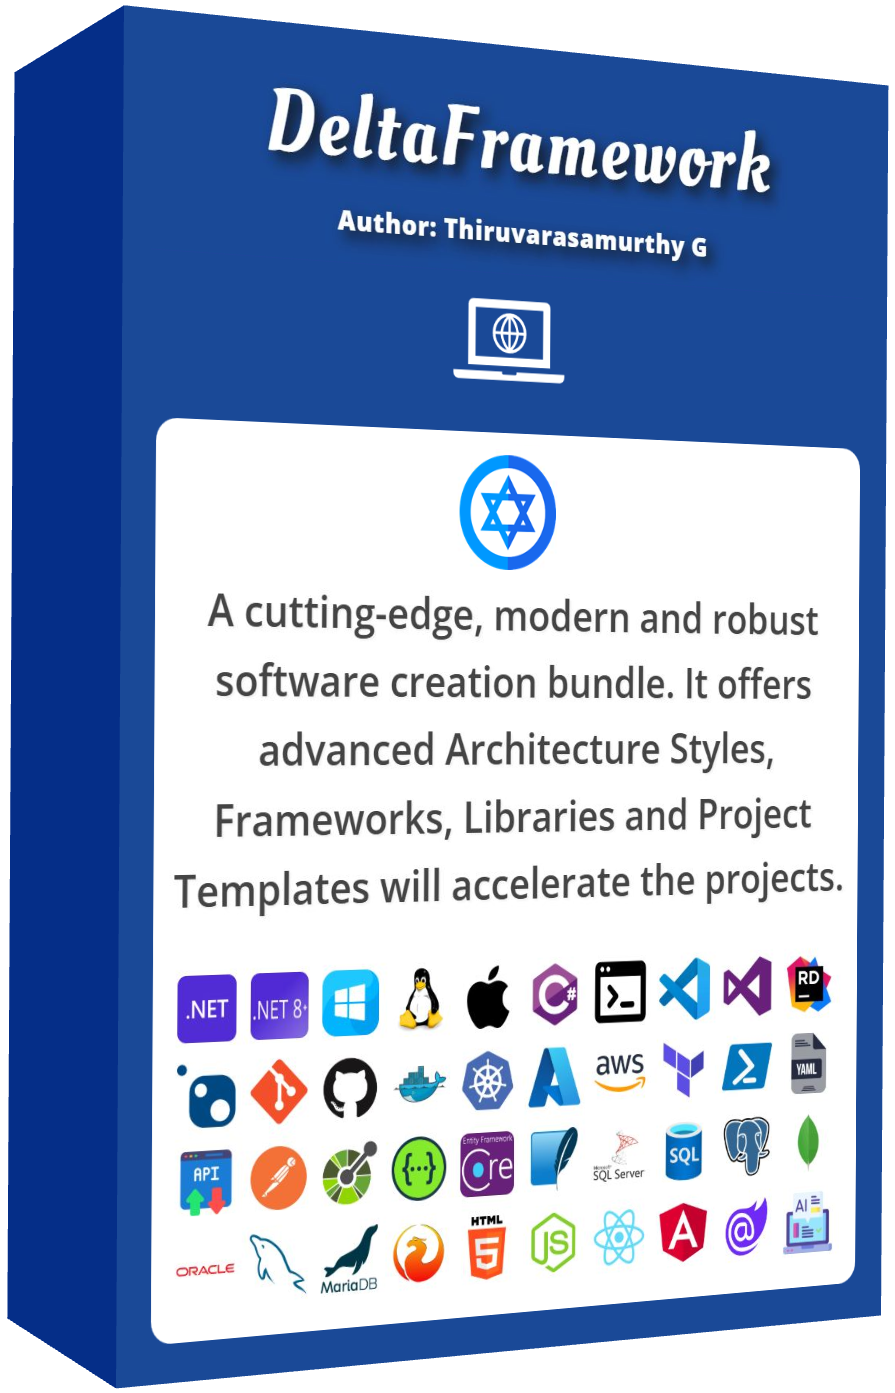 DeltaFramework
Author: Thiruvarasamurthy G
A cutting-edge, modern and robust
software creation bundle. It offers
advanced Architecture Styles,
Frameworks, Libraries and Project
Templates will accelerate the projects.
.NET .NET 8+ C# >_ RD
aws YAML
API {...} Entity Framework Core Microsoft SQL Server SQL
ORACLE MariaDB HTML 5 JS A @ AI